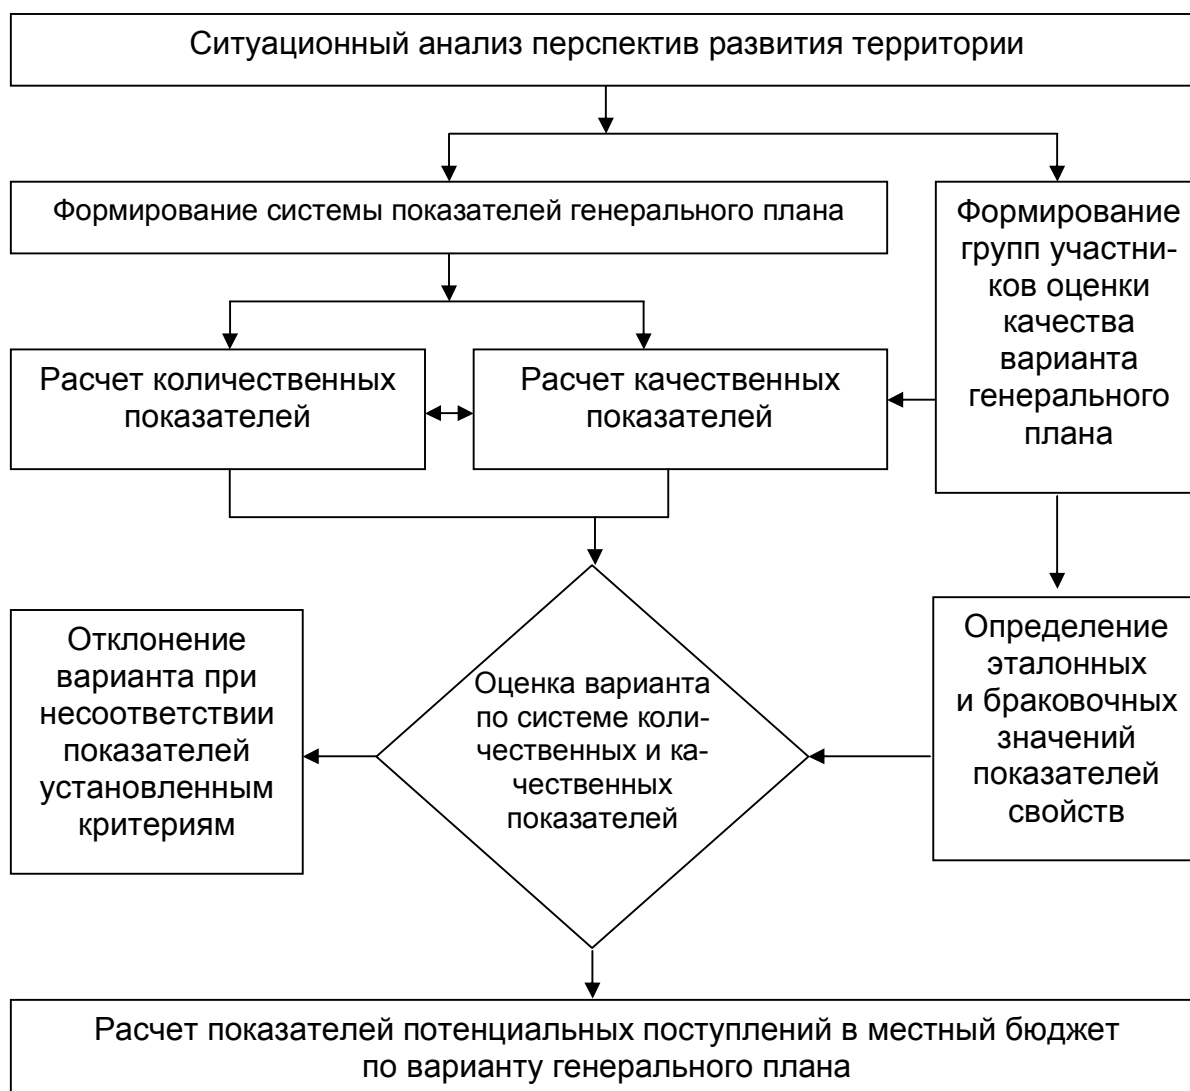 Ситуационный анализ перспектив развития территории
Формирование системы показателей генерального плана
Формирование
групп участни-
ков оценки
качества
варианта
генерального
плана
Расчет количественных
показателей
Расчет качественных
показателей
Отклонение
варианта при
несоответствии
показателей
установленным
критериям
Оценка варианта
по системе коли-
чественных и ка-
чественных
показателей
Определение
эталонных
и браковочных
значений
показателей
свойств
Расчет показателей потенциальных поступлений в местный бюджет
по варианту генерального плана